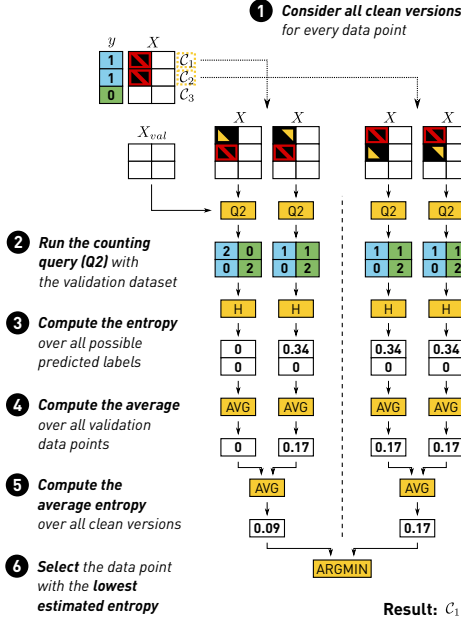 1 Consider all clean versions
for every data point
y X
1 C1
1 C2
0 C3
X_val
X X X X
Q2 Q2 Q2 Q2
2 Run the counting
query (Q2) with
the validation dataset
2 0 1 1 1 1 1 1
0 2 0 2 0 2 0 2
H H H H
3 Compute the entropy
over all possible
predicted labels
0 0.34 0.34 0.34
0 0 0 0
4 Compute the average
over all validation
data points
AVG AVG AVG AVG
0 0.17 0.17 0.17
5 Compute the
average entropy
over all clean versions
AVG AVG
0.09 0.17
6 Select the data point
with the lowest
estimated entropy
ARGMIN
Result: C1